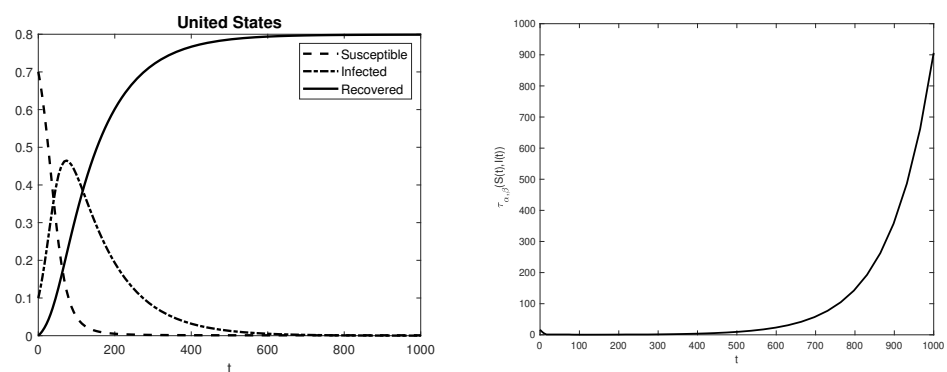 United States
0.8
0.7
0.6
0.5
0.4
0.3
0.2
0.1
0
0 200 400 600 800 1000
t
Susceptible
Infected
Recovered
1000
900
800
700
600
500
400
300
200
100
0
0 100 200 300 400 500 600 700 800 900 1000
t
τα,β(S(t),I(t))